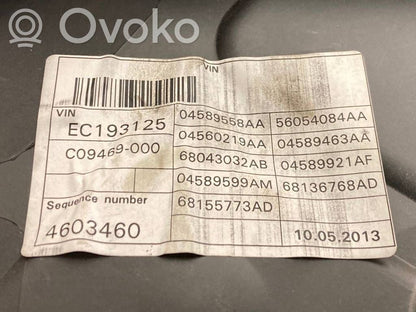 Ovoko
VIN
VIN
EC193125
C09469-000
04589558AA 56054084AA
04560219AA 04589463AA
68043032AB 04589921AF
04589599AM 68136768AD
68155773AD
Sequence number
4603460
10.05.2013